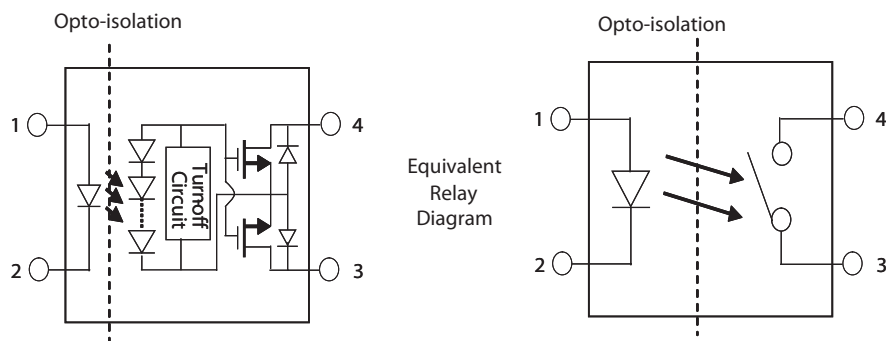 Opto-isolation
1
2
Turnoff
Circuit
4
3
Equivalent
Relay
Diagram
Opto-isolation
1
2
4
3